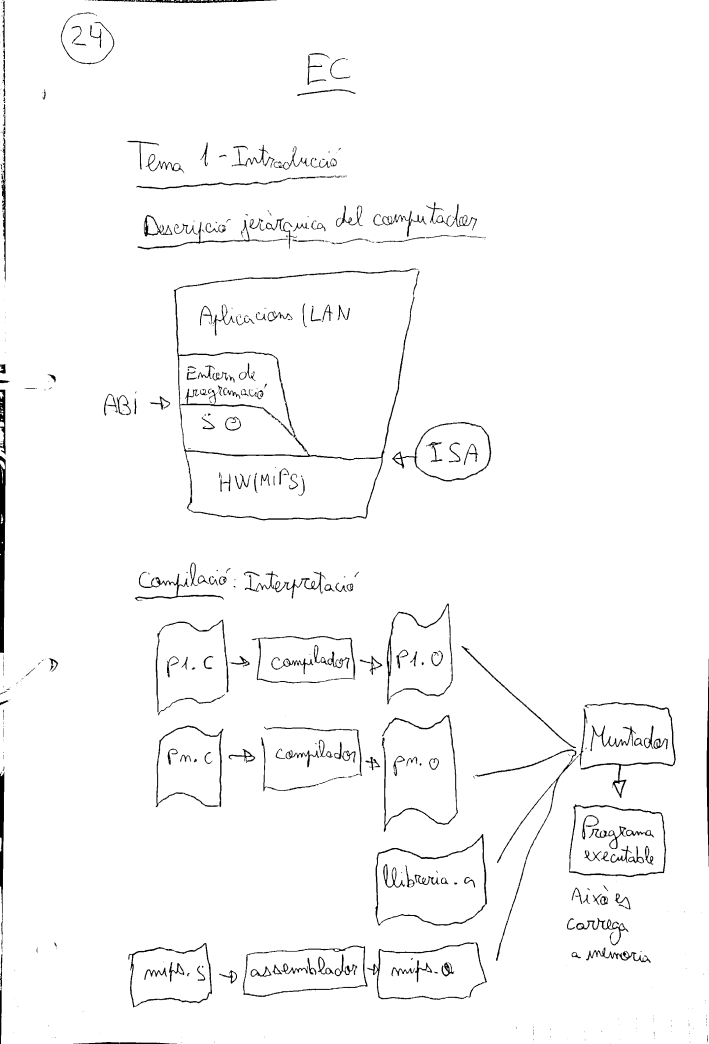 24
EC
Tema 1 - Introducció
Descripció jeràrquica del computador
Aplicacions (LAN
Entorn de
programació
ABI
SO
ISA
HW(MIPS)
Compilació: Interpretació
P1.C
compilador
P1.O
Pn.C
compilador
Pn.O
Muntador
Programa
executable
llibreria.a
Això es
carrega
a memoria
mips.S
assemblador
mips.o